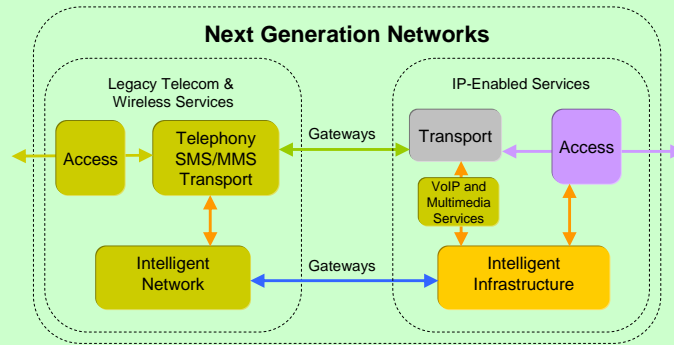 Next Generation Networks
Legacy Telecom &
Wireless Services
IP-Enabled Services
Access
Telephony
SMS/MMS
Transport
Gateways
Transport
Access
VoIP and
Multimedia
Services
Intelligent
Network
Gateways
Intelligent
Infrastructure